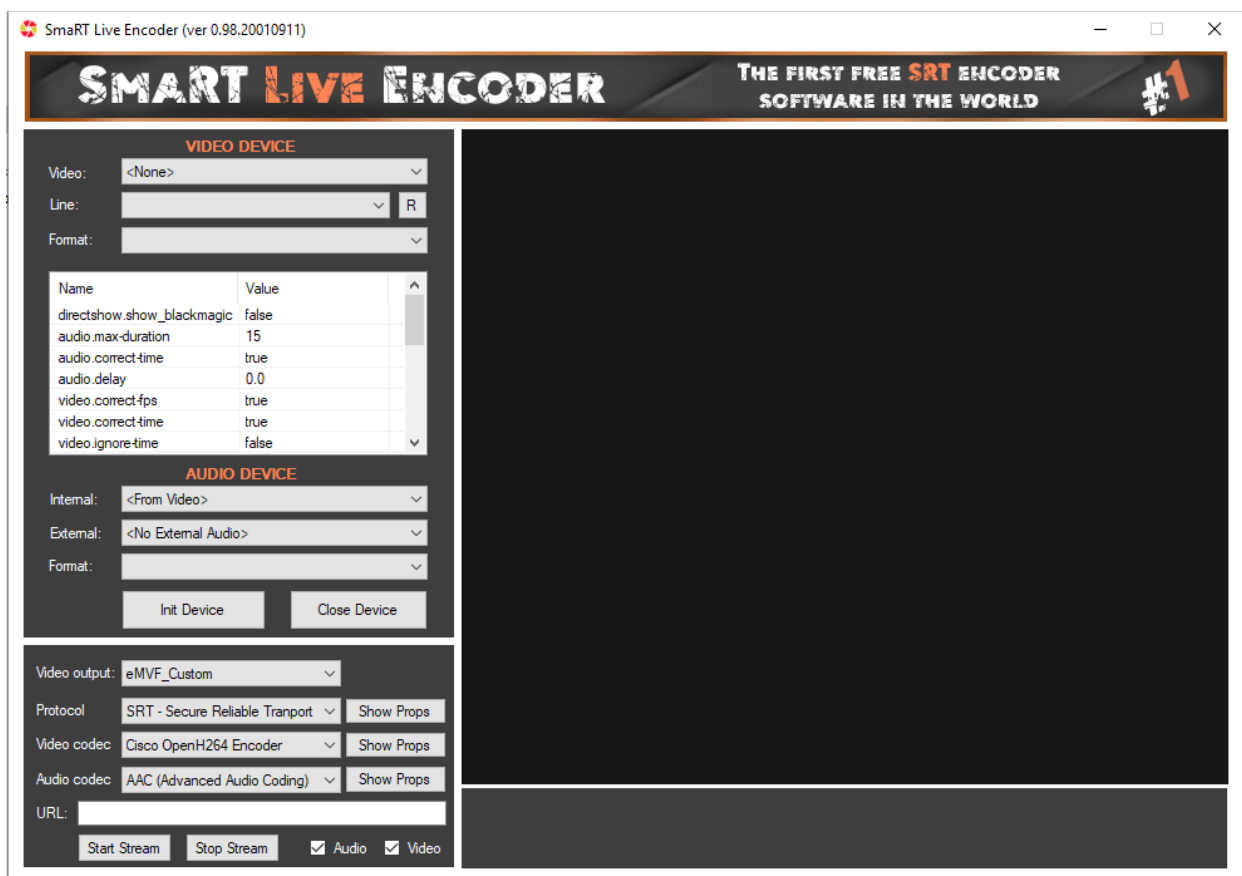 SmaRT Live Encoder (ver 0.98.20010911)
SMART LIVE ENCODER
THE FIRST FREE SRT ENCODER
SOFTWARE IN THE WORLD
#1
VIDEO DEVICE
Video: <None>
Line: R
Format:
Name Value
directshow.show_blackmagic false
audio.max-duration 15
audio.correct-time true
audio.delay 0.0
video.correct-fps true
video.correct-time true
video.ignore-time false
AUDIO DEVICE
Internal: <From Video>
External: <No External Audio>
Format:
Init Device Close Device
Video output: eMVF_Custom
Protocol SRT - Secure Reliable Tranport Show Props
Video codec Cisco OpenH264 Encoder Show Props
Audio codec AAC (Advanced Audio Coding) Show Props
URL:
Start Stream Stop Stream Audio Video